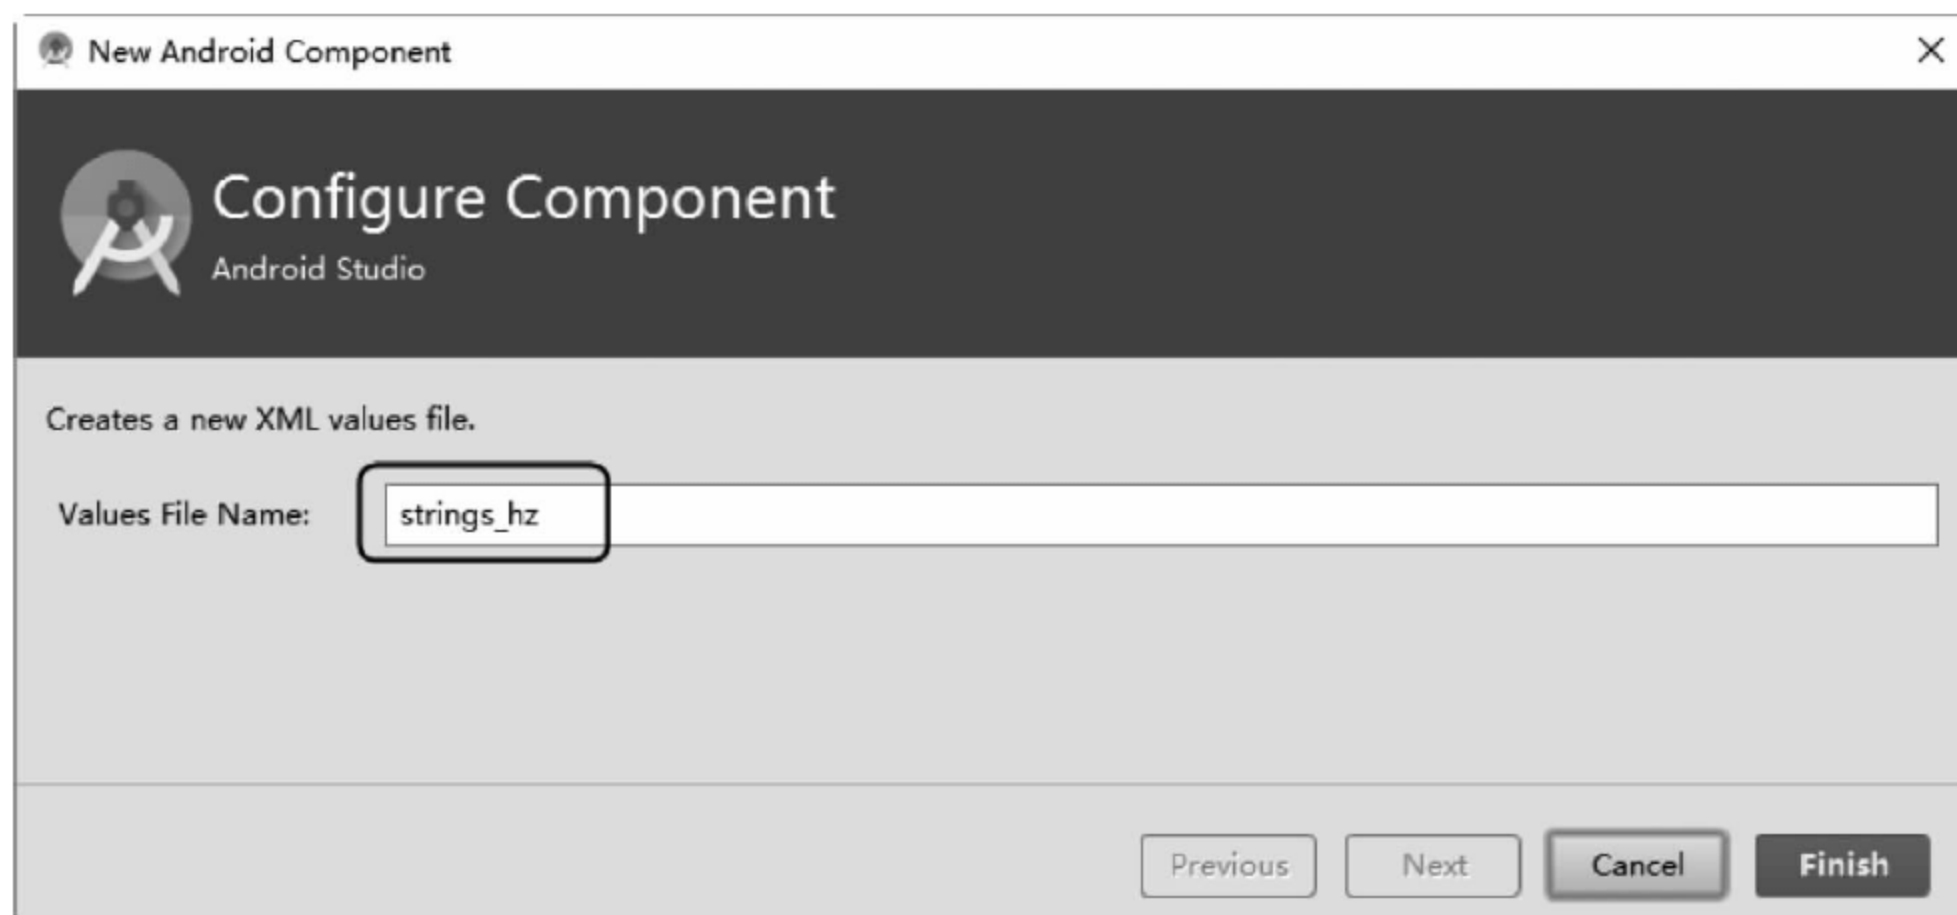 New Android Component
Configure Component
Android Studio
Creates a new XML values file.
Values File Name: strings_hz
Previous Next Cancel Finish